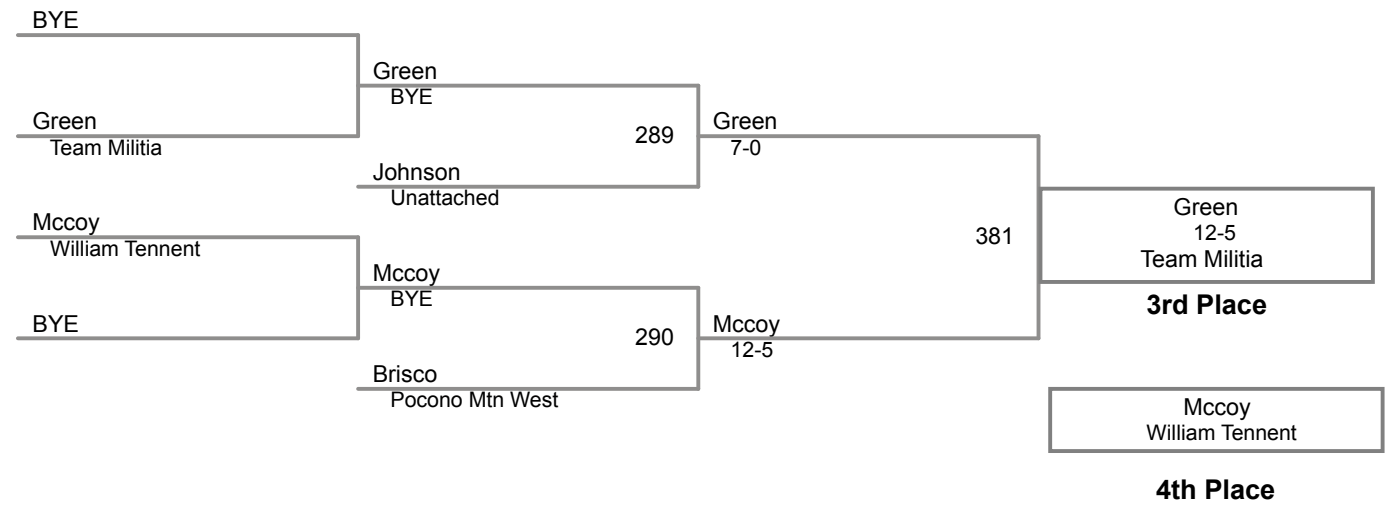 BYE
Green
BYE
Green
Team Militia
289
Green
7-0
Johnson
Unattached
Mccoy
William Tennent
381
Green
12-5
Team Militia
3rd Place
Mccoy
BYE
BYE
290
Mccoy
12-5
Brisco
Pocono Mtn West
Mccoy
William Tennent
4th Place